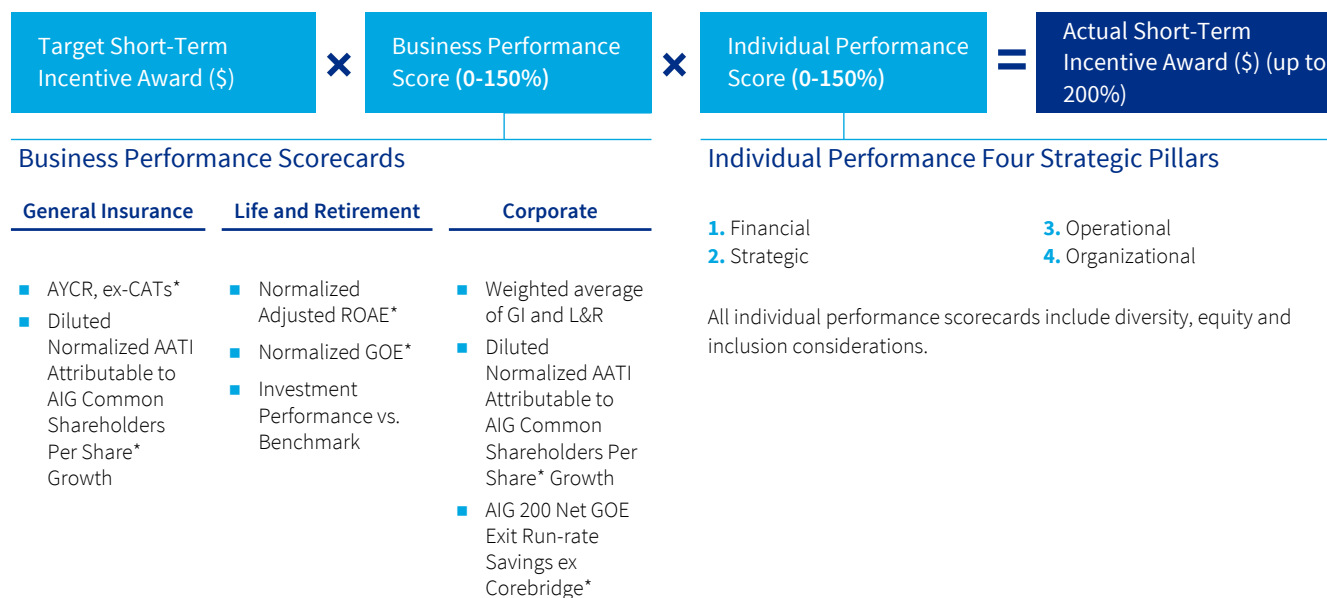 Target Short-Term
Incentive Award ($)
×
Business Performance
Score (0-150%)
×
Individual Performance
Score (0-150%)
=
Actual Short-Term
Incentive Award ($) (up to
200%)
Business Performance Scorecards
General Insurance
■ AYCR, ex-CATs*
■ Diluted
Normalized AATI
Attributable to
AIG Common
Shareholders
Per Share*
Growth
Life and Retirement
■ Normalized
Adjusted ROAE*
■ Normalized GOE*
■ Investment
Performance vs.
Benchmark
Corporate
■ Weighted average
of GI and L&R
■ Diluted
Normalized AATI
Attributable to
AIG Common
Shareholders Per
Share* Growth
■ AIG 200 Net GOE
Exit Run-rate
Savings ex
Corebridge*
Individual Performance Four Strategic Pillars
1. Financial
2. Strategic
3. Operational
4. Organizational
All individual performance scorecards include diversity, equity and
inclusion considerations.